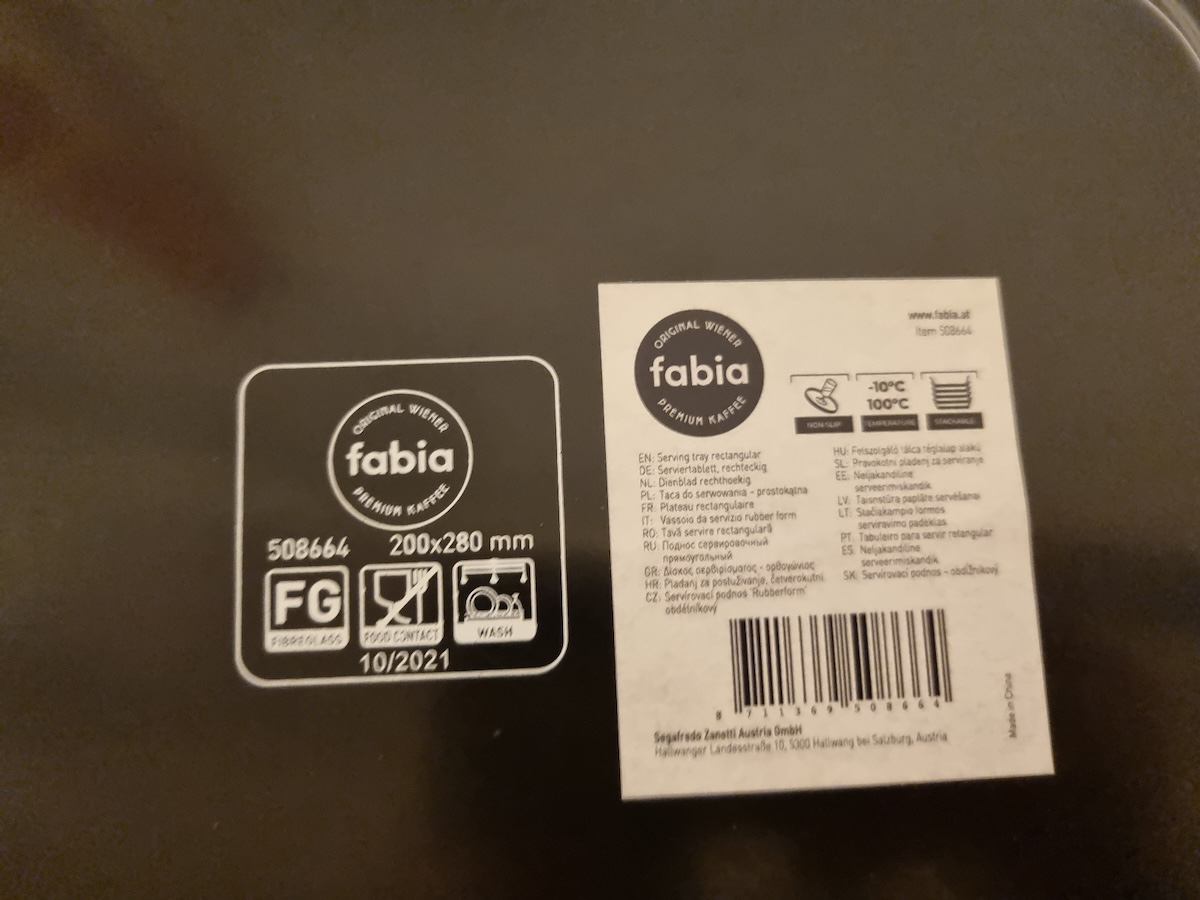 ORIGINAL WIENER
fabia
PREMIUM KAFFEE
508664 200x280 mm
FG
FIBREGLASS
FOOD CONTACT
WASH
10/2021
ORIGINAL WIENER
fabia
PREMIUM KAFFEE
www.fabia.at
Item 508664
-10°C
100°C
NON-SLIP
TEMPERATURE
STACKABLE
EN: Serving tray rectangular
DE: Serviertablett, rechteckig
NL: Dienblad rechthoekig
PL: Taca do serwowania - prostokątna
FR: Plateau rectangulaire
IT: Vassoio da servizio rubber form
RO: Tavă servire rectangulară
RU: Поднос сервировочный
прямоугольный
GR: Δίσκος σερβιρίσματος - ορθογώνιος
HR: Pladanj za posluživanje, četverokutni
CZ: Servírovací podnos 'Rubberform'
obdélníkový
HU: Felszolgáló tálca téglalap alakú
SL: Pravokotni pladenj za serviranje
EE: Neljakandiline
serveerimiskandik
LV: Taisnstūra paplāte servēšanai
LT: Stačiakampio formos
serviravimo padėklas
PT: Tabuleiro para servir retangular
ES: Neljakandiline
serveerimiskandik
SK: Servírovací podnos - obdĺžnikový
8 711369 508664
Made in China
Segafredo Zanetti Austria GmbH
Hallwanger Landesstraße 10, 5300 Hallwang bei Salzburg, Austria